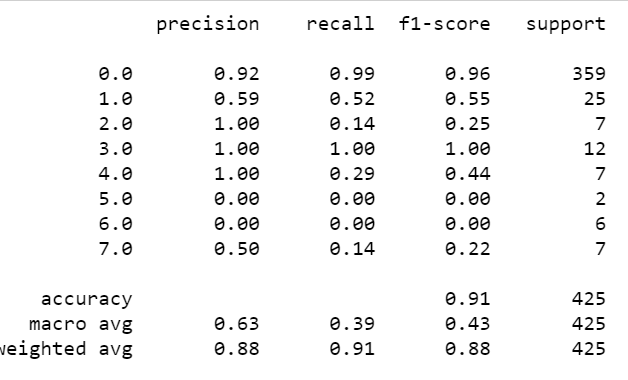 precision recall f1-score support
0.0 0.92 0.99 0.96 359
1.0 0.59 0.52 0.55 25
2.0 1.00 0.14 0.25 7
3.0 1.00 1.00 1.00 12
4.0 1.00 0.29 0.44 7
5.0 0.00 0.00 0.00 2
6.0 0.00 0.00 0.00 6
7.0 0.50 0.14 0.22 7
accuracy 0.91 425
macro avg 0.63 0.39 0.43 425
weighted avg 0.88 0.91 0.88 425